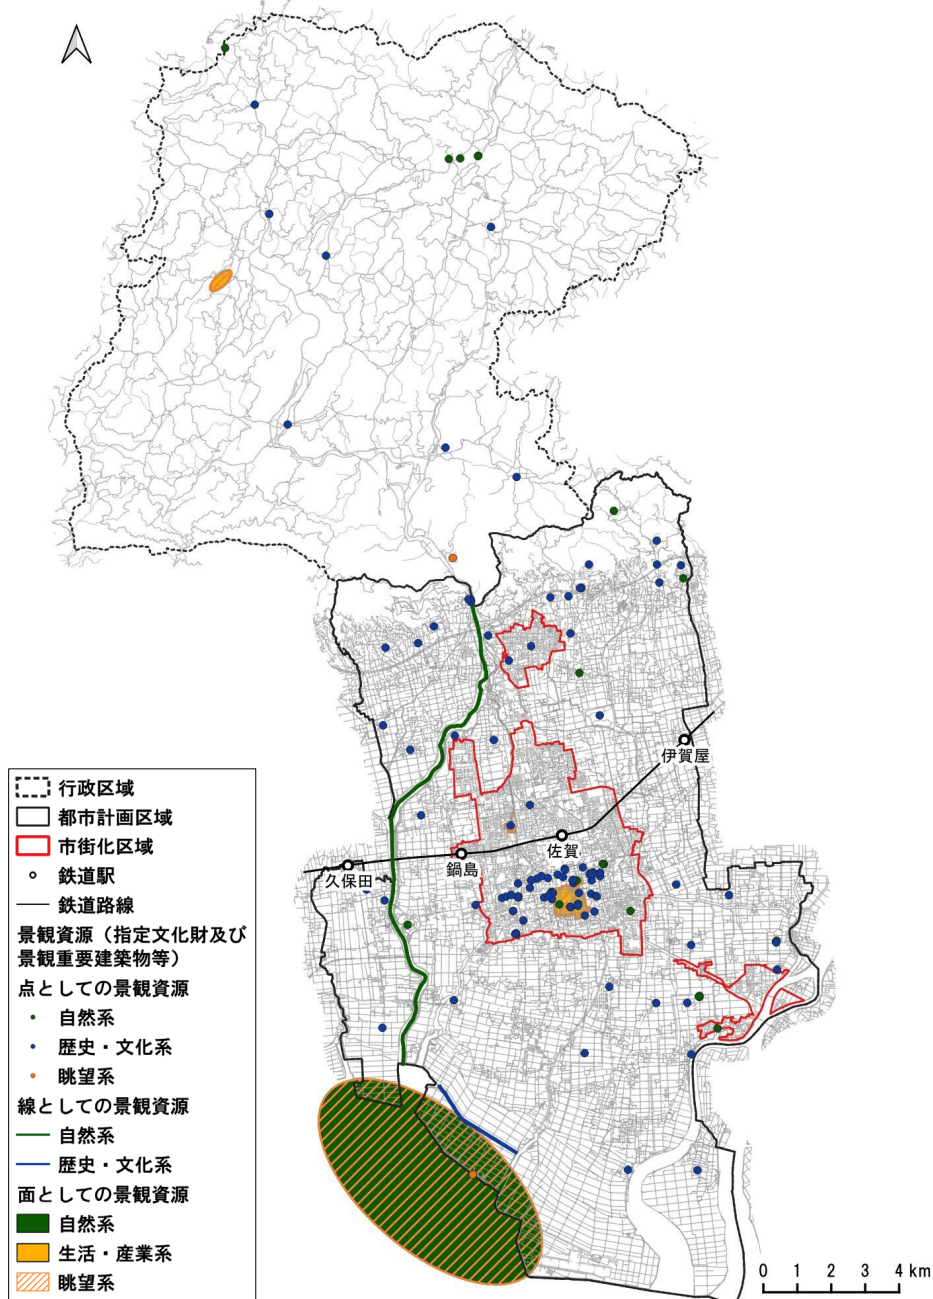 伊賀屋
佐賀
鍋島
久保田
行政区域
都市計画区域
市街化区域
鉄道駅
鉄道路線
景観資源（指定文化財及び
景観重要建築物等）
点としての景観資源
自然系
歴史・文化系
眺望系
線としての景観資源
自然系
歴史・文化系
面としての景観資源
自然系
生活・産業系
眺望系
0 1 2 3 4 km